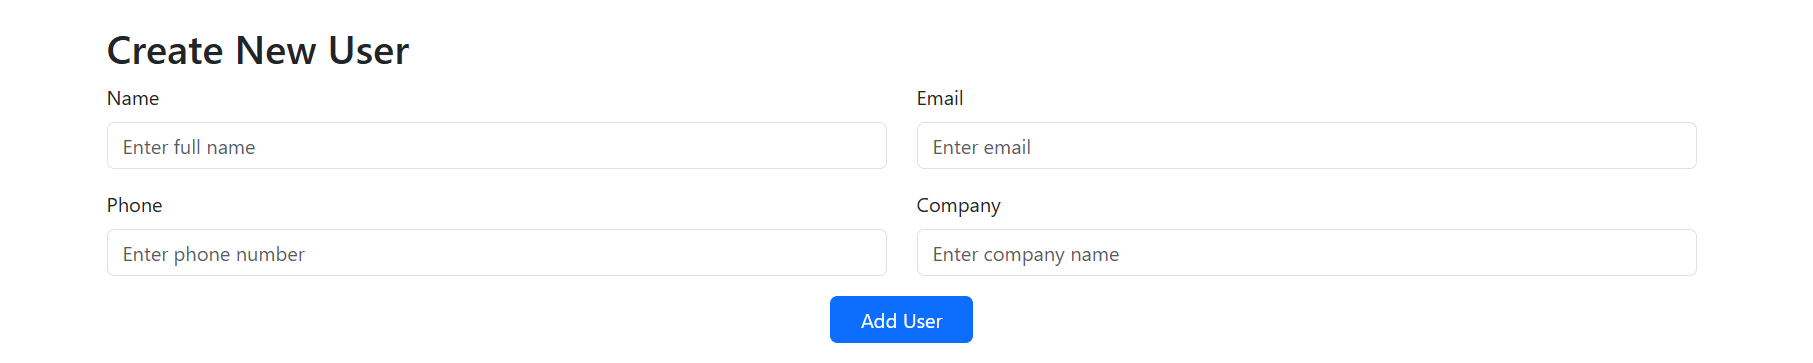 Create New User
Name
Email
Enter full name
Enter email
Phone
Company
Enter phone number
Enter company name
Add User